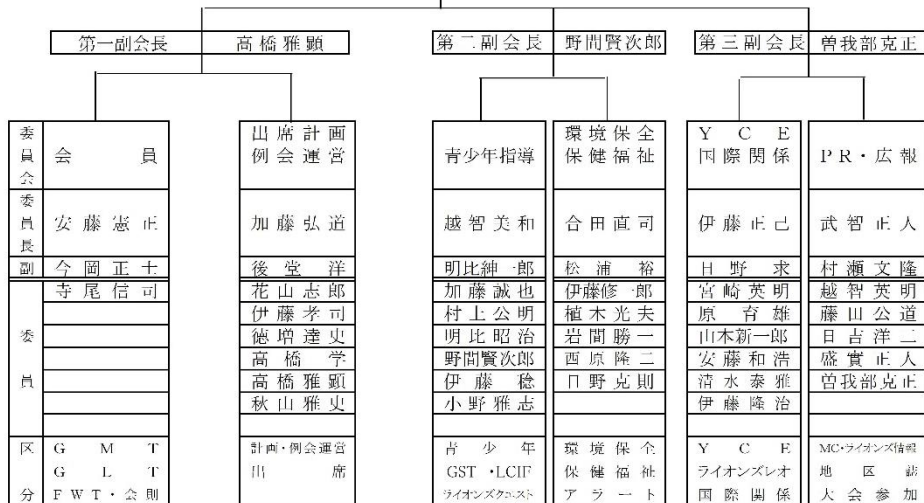 第一副会長 高橋雅顕 第二副会長 野間賢次郎 第三副会長 曽我部克正
委員会 会員 出席計画 例会運営 青少年指導 環境保全 保健福祉 YCE 国際関係 PR・広報
委員長 安藤憲正 加藤弘道 越智美和 合田直司 伊藤正己 武智正人
副 今岡正士 後堂洋 明比紳一郎 松浦裕 日野求 村瀬文隆
委員 寺尾信司 花山志郎 加藤誠也 伊藤修一郎 宮崎英明 越智英明
伊藤孝司 村上公明 植木光夫 原育雄 藤田公道
徳増達史 明比昭治 岩間勝一 山本新一郎 日吉洋二
高橋学 野間賢次郎 西原隆二 安藤和浩 盛實正人
高橋雅顕 伊藤稔 日野克則 清水泰雅 曽我部克正
秋山雅史 小野雅志 伊藤隆治
区分 GMT 計画・例会運営 青少年 環境保全 YCE MC・ライオンズ情報
GLT 出席 GST・LCIF 保健福祉 ライオンズレオ 地区誌
FWT・会則 ライオンズクエスト アラート 国際関係 大会参加